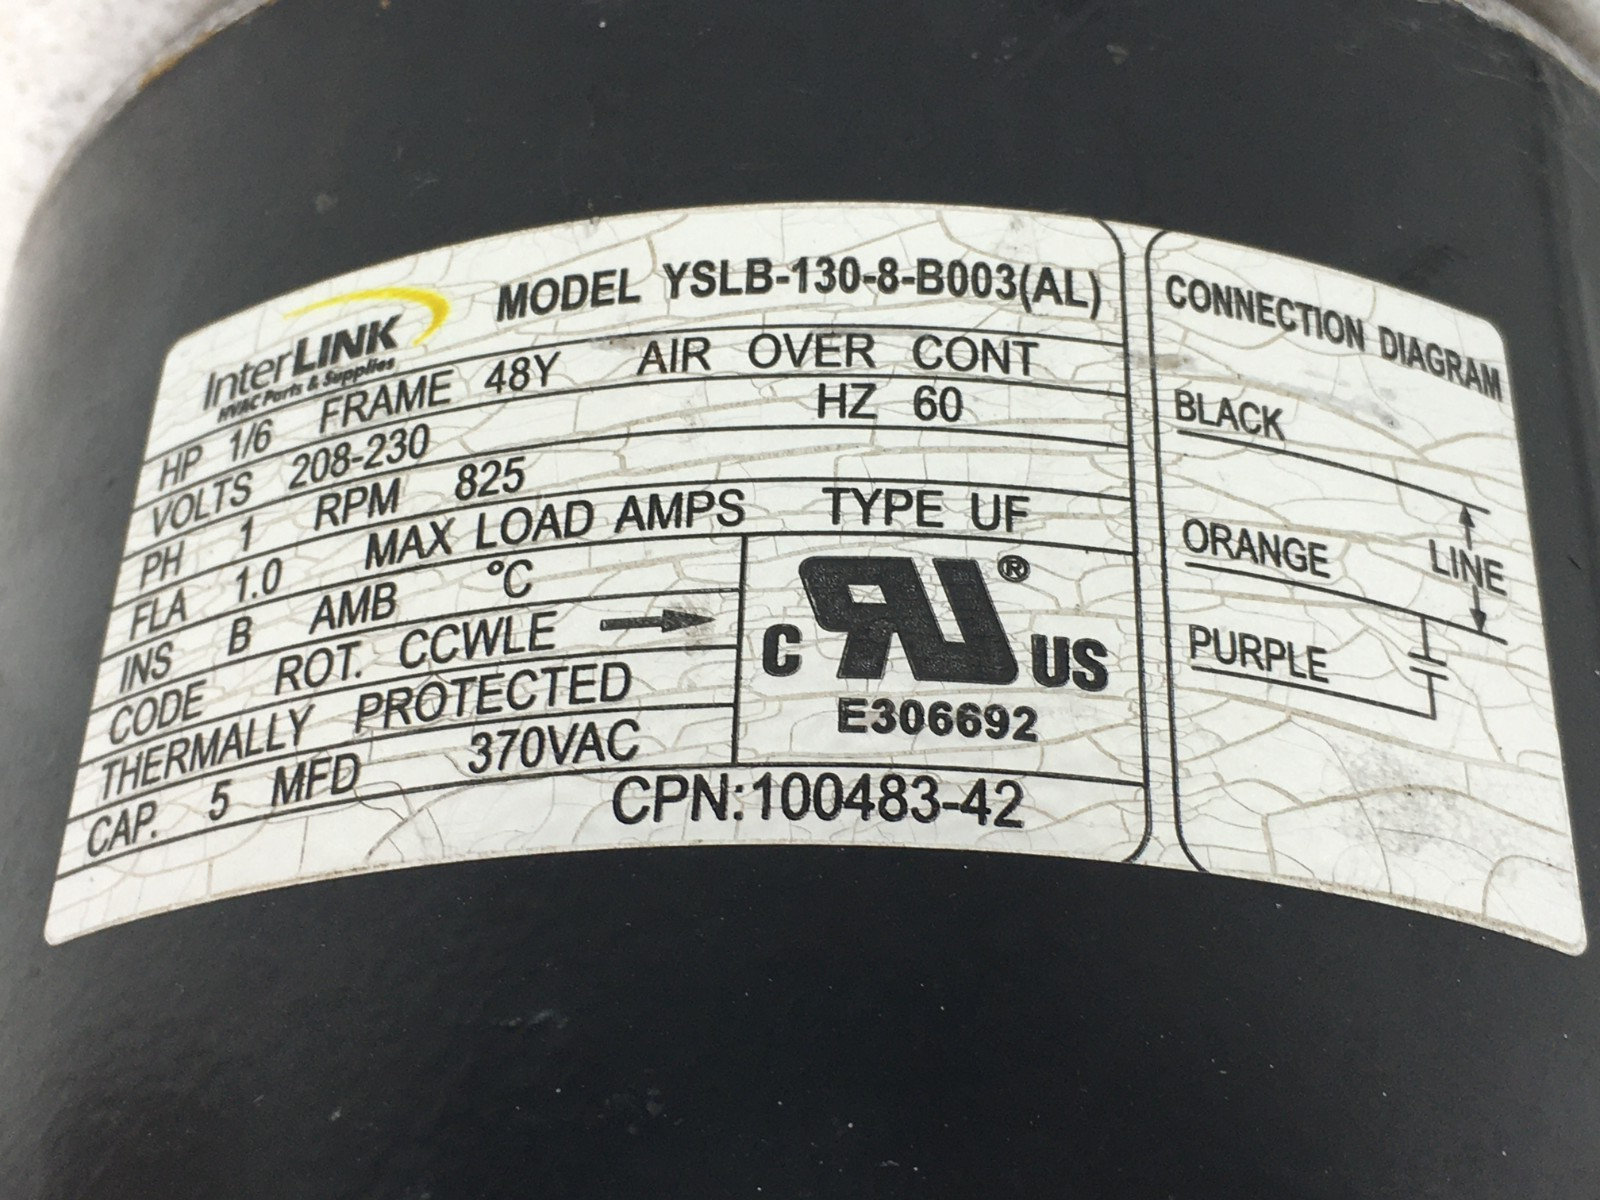 InterLINK
HVAC Parts & Supplies
MODEL YSLB-130-8-B003(AL)
HP 1/6 FRAME 48Y AIR OVER CONT
VOLTS 208-230 HZ 60
PH 1 RPM 825
FLA 1.0 MAX LOAD AMPS TYPE UF
INS B AMB °C
CODE ROT. CCWLE
THERMALLY PROTECTED
CAP. 5 MFD 370VAC
C RU® US
E306692
CPN:100483-42
CONNECTION DIAGRAM
BLACK
ORANGE
LINE
PURPLE